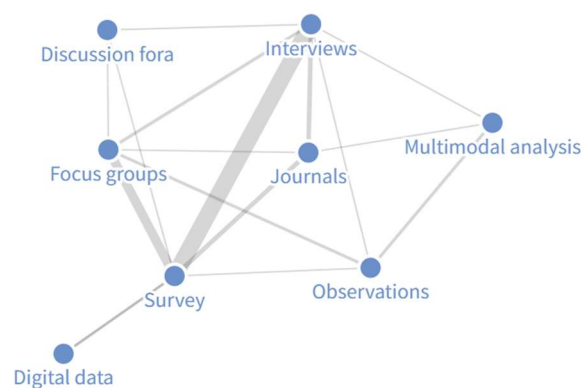 Discussion fora
Interviews
Multimodal analysis
Focus groups
Journals
Survey
Observations
Digital data